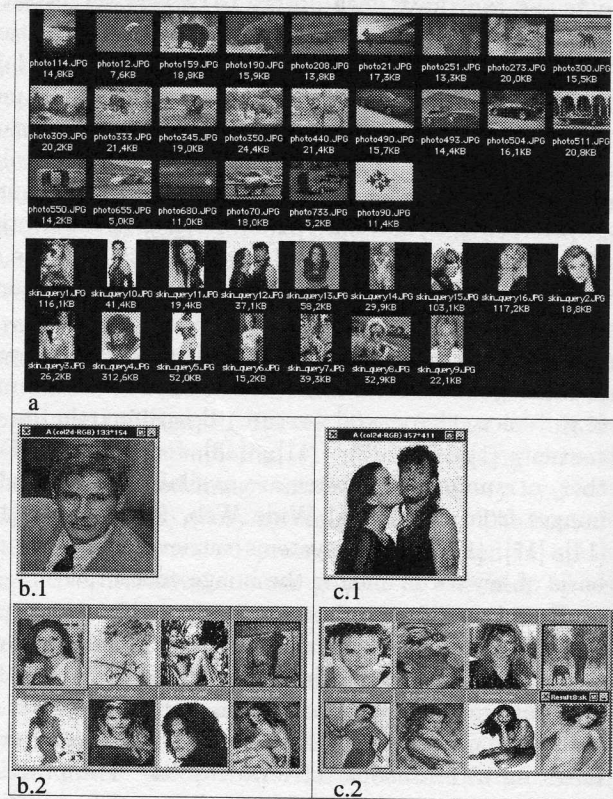 photo114.JPG photo12.JPG photo159.JPG photo190.JPG photo208.JPG photo21.JPG photo251.JPG photo273.JPG photo300.JPG
14,8KB 7,6KB 18,8KB 15,9KB 13,8KB 17,3KB 13,3KB 20,0KB 15,5KB
photo309.JPG photo333.JPG photo345.JPG photo350.JPG photo440.JPG photo490.JPG photo493.JPG photo504.JPG photo511.JPG
20,2KB 21,4KB 19,0KB 24,4KB 21,4KB 15,7KB 14,4KB 16,1KB 20,8KB
photo550.JPG photo655.JPG photo680.JPG photo70.JPG photo733.JPG photo90.JPG
14,2KB 5,0KB 11,0KB 18,0KB 5,2KB 11,4KB
skin_query1.JPG skin_query10.JPG skin_query11.JPG skin_query12.JPG skin_query13.JPG skin_query14.JPG skin_query15.JPG skin_query16.JPG skin_query2.JPG
116,1KB 41,4KB 19,4KB 37,1KB 58,2KB 29,9KB 103,1KB 117,2KB 18,8KB
skin_query3.JPG skin_query4.JPG skin_query5.JPG skin_query6.JPG skin_query7.JPG skin_query8.JPG skin_query9.JPG
26,2KB 312,6KB 52,0KB 15,2KB 39,3KB 32,9KB 22,1KB
a
A (col2d-RGB) 193*154
A (col2d-RGB) 457*411
b.1
c.1
Result8:sk
b.2
c.2